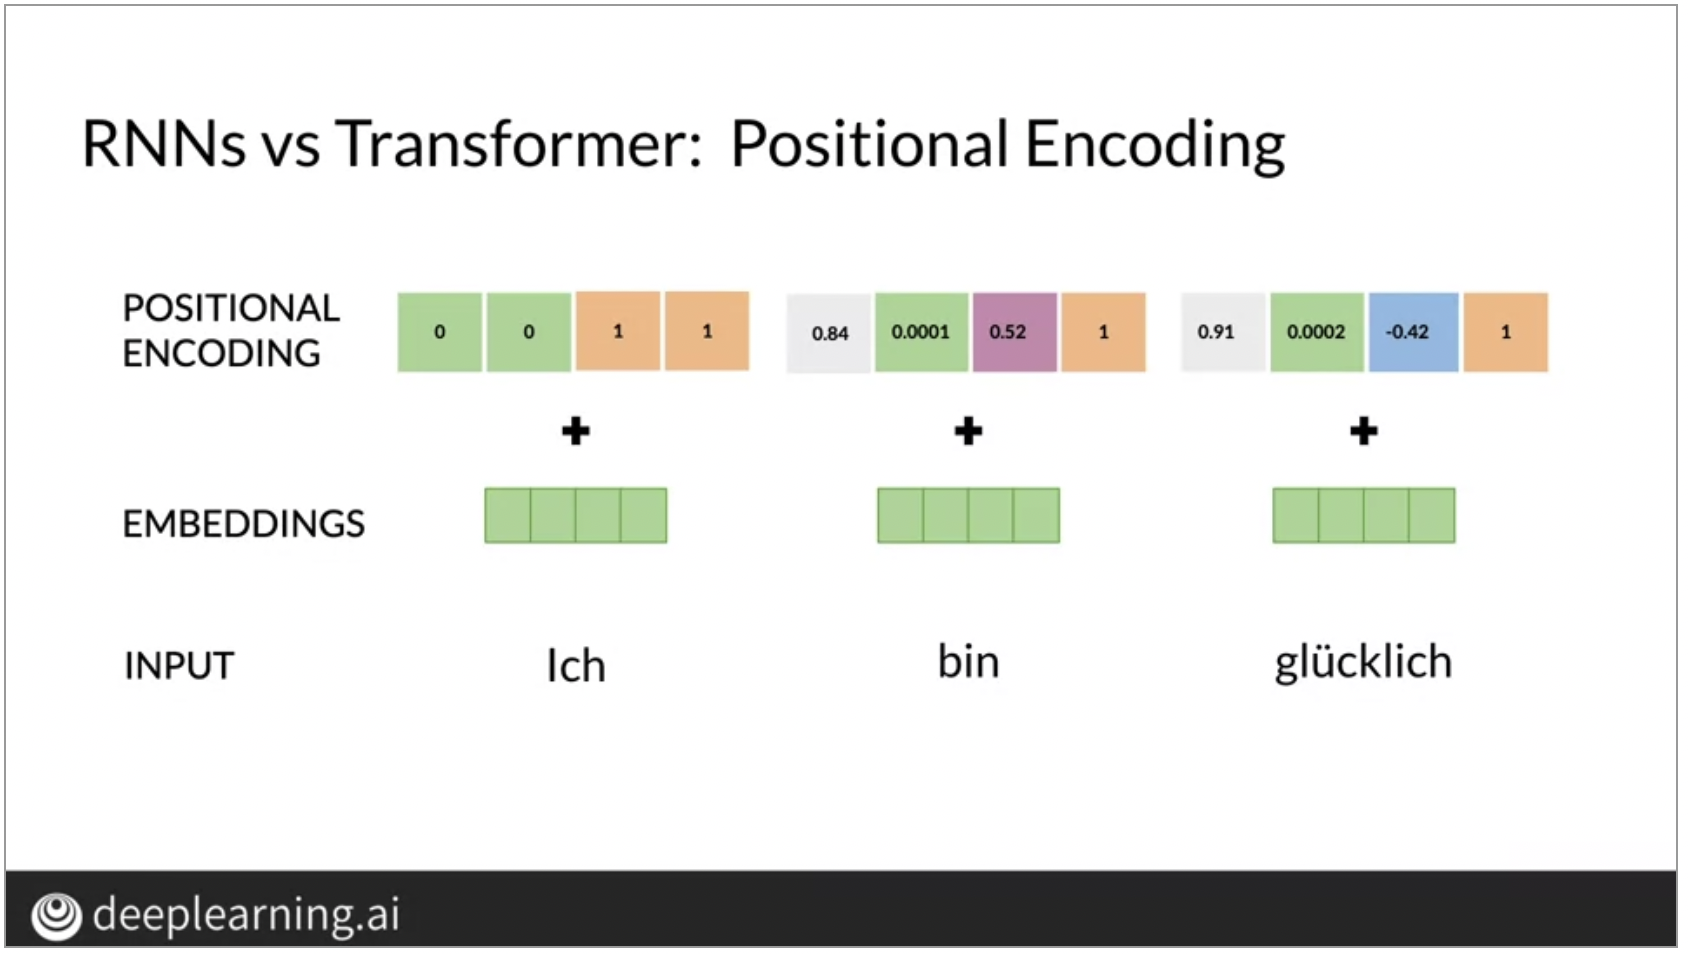 RNNs vs Transformer: Positional Encoding
POSITIONAL
ENCODING
0 0 1 1 0.84 0.0001 0.52 1 0.91 0.0002 -0.42 1
+ + +
EMBEDDINGS
INPUT Ich bin glücklich
deeplearning.ai